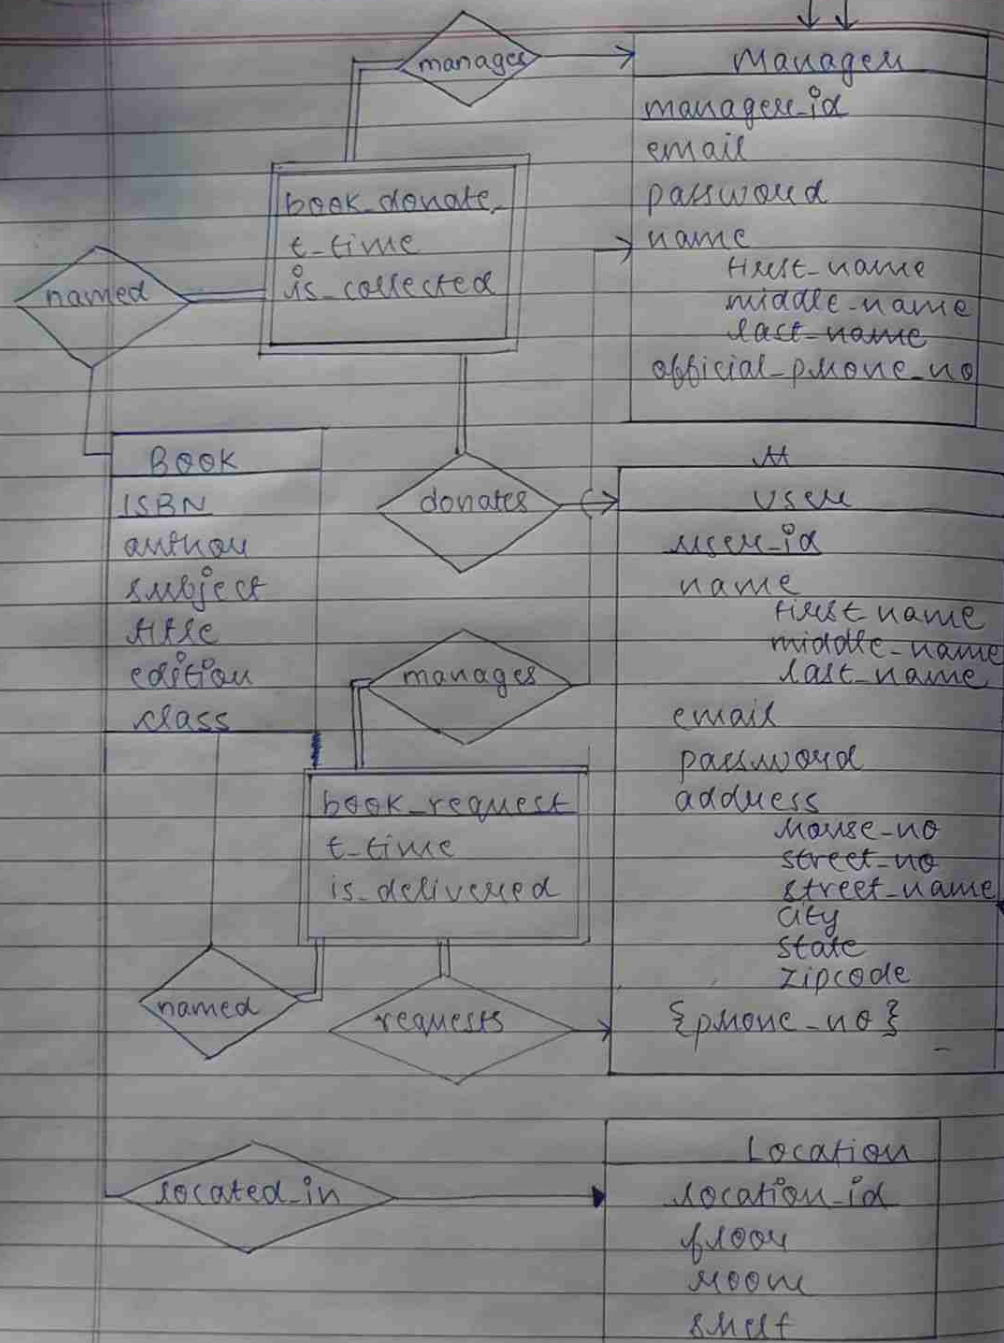 manages
Manager
manager_id
email
password
name
first_name
middle_name
last_name
official_phone_no
book_donate
t_time
is_collected
named
donates
BOOK
ISBN
author
subject
title
edition
class
User
user_id
name
first_name
middle_name
last_name
email
password
address
house_no
street_no
street_name
city
state
zipcode
{phone_no}
manages
book_request
t_time
is_delivered
named
requests
located_in
Location
location_id
floor
room
shelf